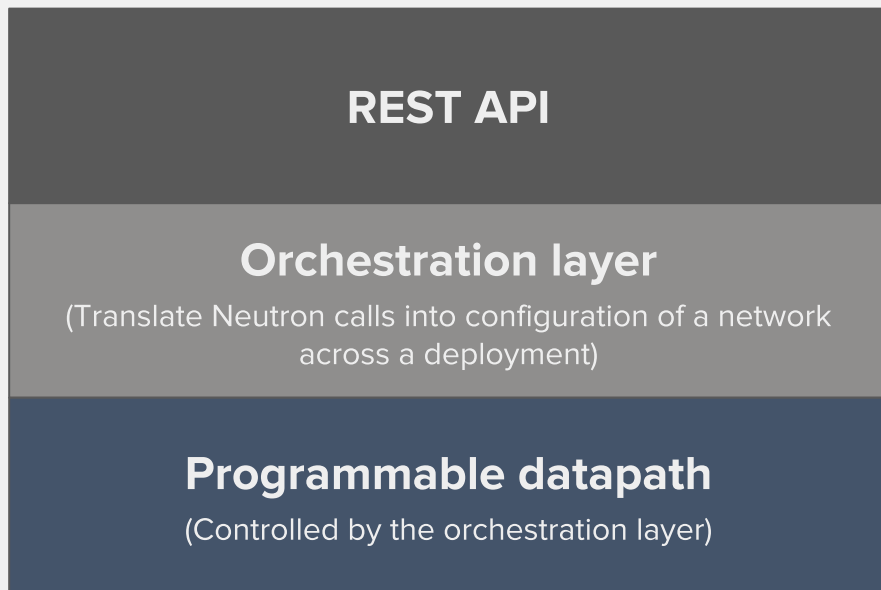 REST API
Orchestration layer
(Translate Neutron calls into configuration of a network
across a deployment)
Programmable datapath
(Controlled by the orchestration layer)